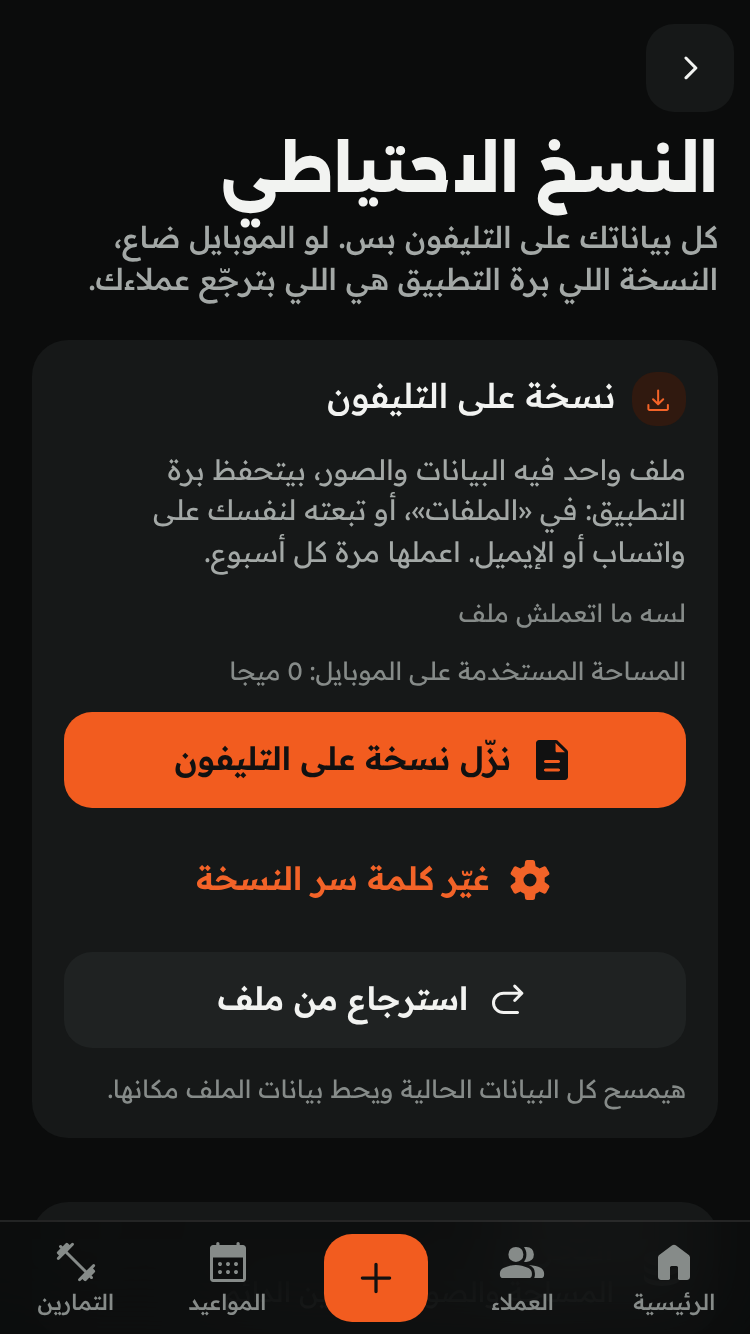 النسخ الاحتياطي
كل بياناتك على التليفون بس. لو الموبايل ضاع،
النسخة اللي برة التطبيق هي اللي بترجّع عملاءك.
نسخة على التليفون
ملف واحد فيه البيانات والصور، بيتحفظ برة
التطبيق: في «الملفات»، أو تبعته لنفسك على
واتساب أو الإيميل. اعملها مرة كل أسبوع.
لسه ما اتعملش ملف
المساحة المستخدمة على الموبايل: 0 ميجا
نزّل نسخة على التليفون
غيّر كلمة سر النسخة
استرجاع من ملف
هيمسح كل البيانات الحالية ويحط بيانات الملف مكانها.
الرئيسية
العملاء
المواعيد
التمارين